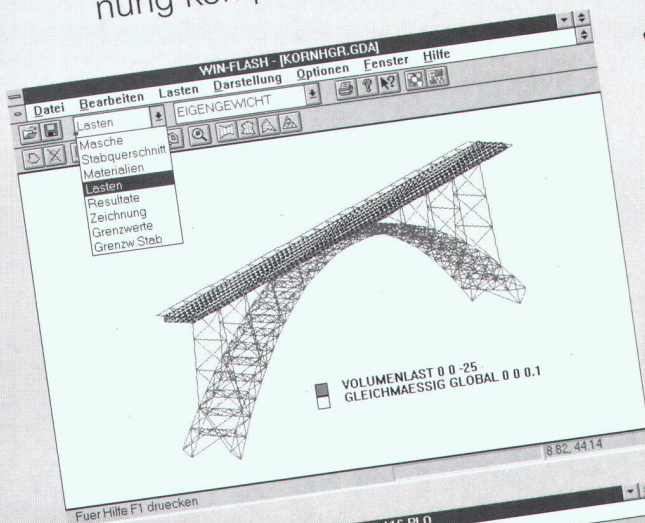 nung komp
WIN-FLASH - [KORNHGR.GDA]
Datei Bearbeiten Lasten Darstellung Optionen Fenster Hilfe
Lasten EIGENGEWICHT
Masche
Stabquerschnitt
Materialien
Lasten
Resultate
Zeichnung
Grenzwerte
Grenzw.Stab
VOLUMENLAST 0 0 -25
GLEICHMAESSIG GLOBAL 0 0 0.1
8.82, 44.14
Fuer Hilfe F1 druecken